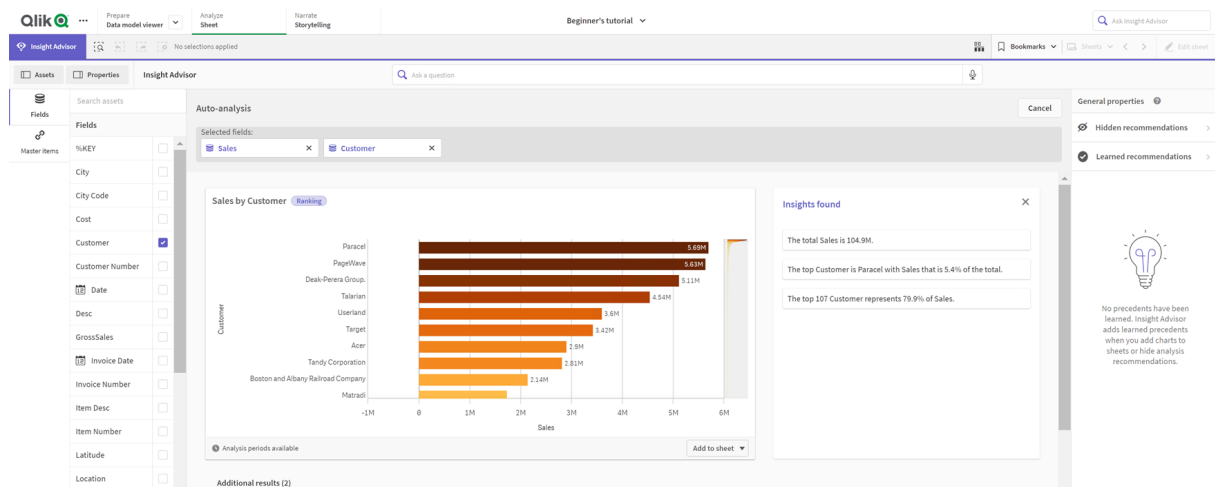 Qlik
Prepare
Data model viewer
Analyze
Sheet
Narrate
Storytelling
Beginner's tutorial
Ask Insight Advisor
Insight Advisor
No selections applied
Bookmarks
Sheets
Edit sheet
Assets
Properties
Insight Advisor
Ask a question
Fields
Master items
Search assets
Fields
%KEY
City
City Code
Cost
Customer
Customer Number
Date
Desc
GrossSales
Invoice Date
Invoice Number
Item Desc
Item Number
Latitude
Location
Auto-analysis
Cancel
Selected fields:
Sales
Customer
Sales by Customer
Ranking
Customer
Paracel
5.69M
PageWave
5.63M
Deak-Perera Group.
5.11M
Talarian
4.54M
Userland
3.6M
Target
3.42M
Acer
2.9M
Tandy Corporation
2.81M
Boston and Albany Railroad Company
2.14M
Matradi
-1M 0 1M 2M 3M 4M 5M 6M
Sales
Analysis periods available
Add to sheet
Additional results (2)
Insights found
The total Sales is 104.9M.
The top Customer is Paracel with Sales that is 5.4% of the total.
The top 107 Customer represents 79.9% of Sales.
General properties
Hidden recommendations
Learned recommendations
No precedents have been
learned. Insight Advisor
adds learned precedents
when you add charts to
sheets or hide analysis
recommendations.